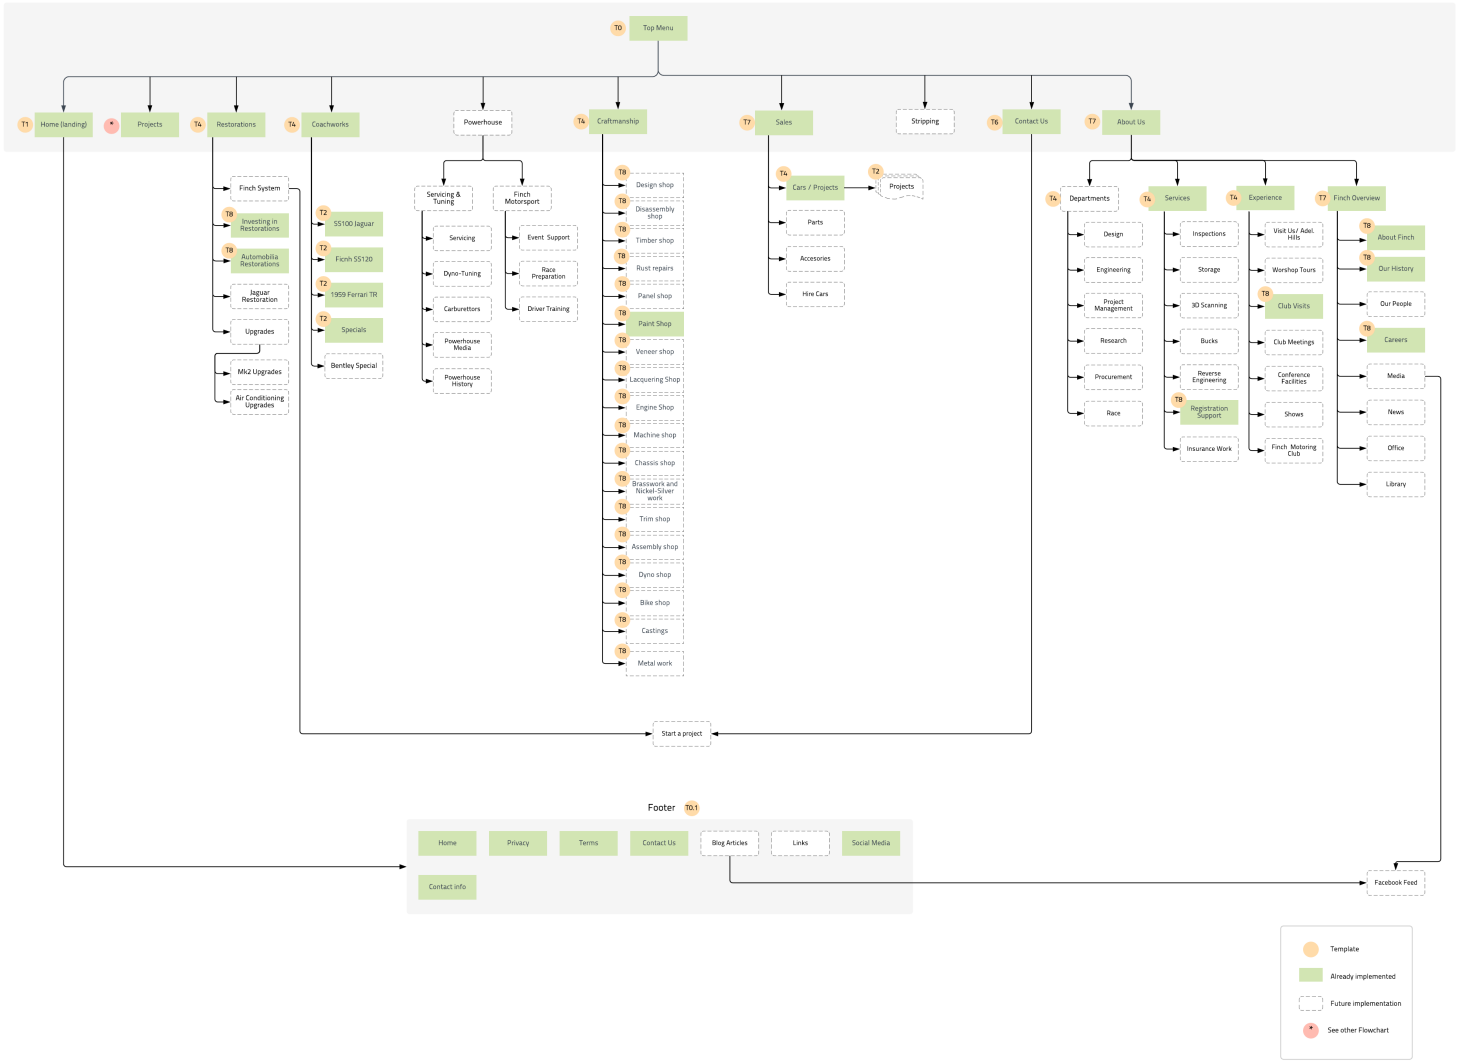 T0
Top Menu
T1
Home (landing)
*
Projects
T4
Restorations
T4
Coachworks
Powerhouse
T4
Craftmanship
T7
Sales
Stripping
T6
Contact Us
T7
About Us
Finch System
T8
Investing in
Restorations
T8
Automobilia
Restorations
Jaguar
Restoration
Upgrades
Mk2 Upgrades
Air Conditioning
Upgrades
T2
SS100 Jaguar
T2
Ficnh SS120
T2
1959 Ferrari TR
T2
Specials
Bentley Special
Servicing &
Tuning
Servicing
Dyno-Tuning
Carburettors
Powerhouse
Media
Powerhouse
History
Finch
Motorsport
Event Support
Race
Preparation
Driver Training
T8
Design shop
T8
Disassembly
shop
T8
Timber shop
T8
Rust repairs
T8
Panel shop
T8
Paint Shop
T8
Veneer shop
T8
Lacquering Shop
T8
Engine Shop
T8
Machine shop
T8
Chassis shop
T8
Brasswork and
Nickel-Silver
work
T8
Trim shop
T8
Assembly shop
T8
Dyno shop
T8
Bike shop
T8
Castings
T8
Metal work
T4
Cars / Projects
T2
Projects
Parts
Accesories
Hire Cars
T4
Departments
Design
Engineering
Project
Management
Research
Procurement
Race
T4
Services
Inspections
Storage
3D Scanning
Bucks
Reverse
Engineering
T8
Registration
Support
Insurance Work
T4
Experience
Visit Us/ Adel.
Hills
Worshop Tours
T8
Club Visits
Club Meetings
Conference
Facilities
Shows
Finch Motoring
Club
T7
Finch Overview
T8
About Finch
T8
Our History
Our People
T8
Careers
Media
News
Office
Library
Start a project
Footer
T0.1
Home
Privacy
Terms
Contact Us
Blog Articles
Links
Social Media
Contact info
Facebook Feed
Template
Already implemented
Future implementation
*
See other Flowchart